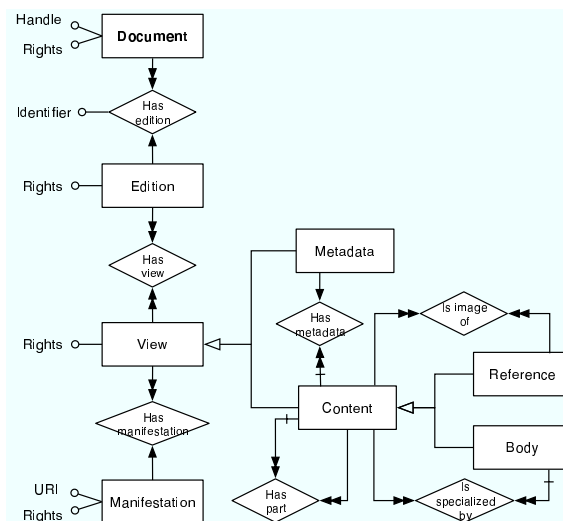 Handle
Document
Rights
Has
edition
Identifier
Rights
Edition
Has
view
Metadata
Is image
of
Has
metadata
Rights
View
Reference
Content
Has
manifestation
Body
URI
Manifestation
Rights
Has
part
Is
specialized
by